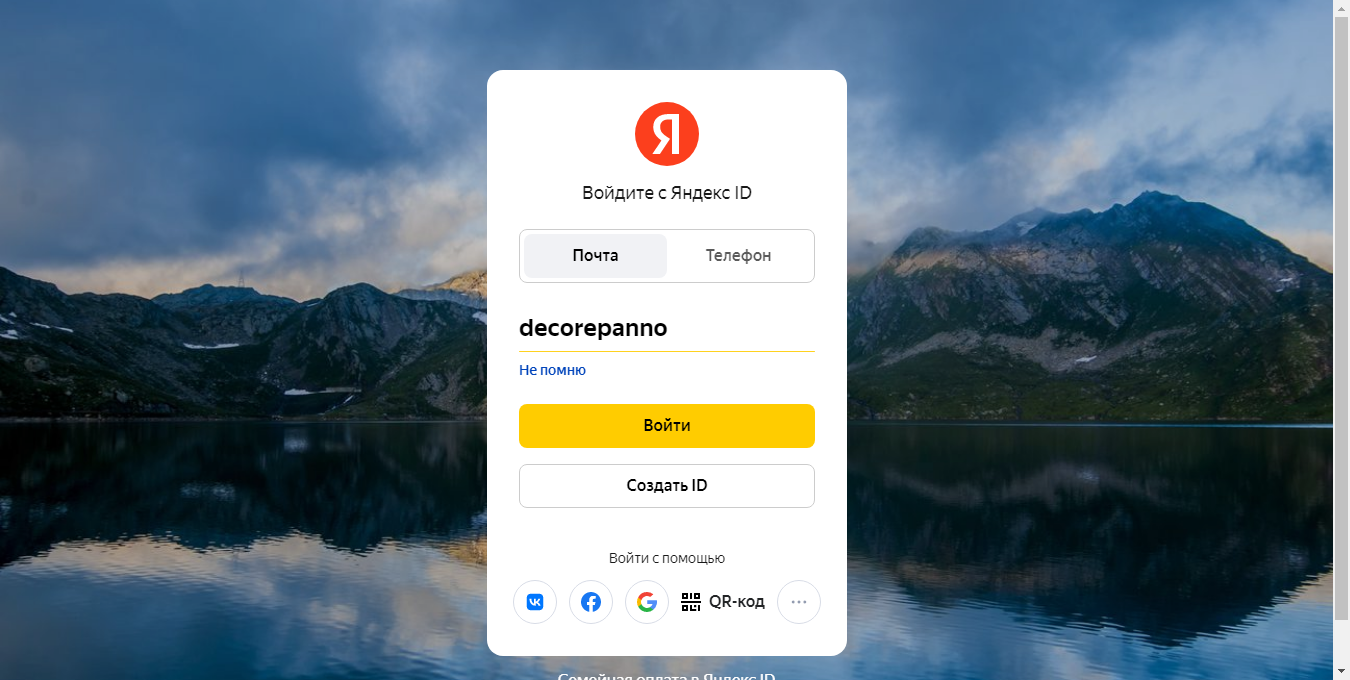 Я
Войдите с Яндекс ID
Почта Телефон
decorepanno
Не помню
Войти
Создать ID
Войти с помощью
QR-код
Семейная оплата в Яндекс ID